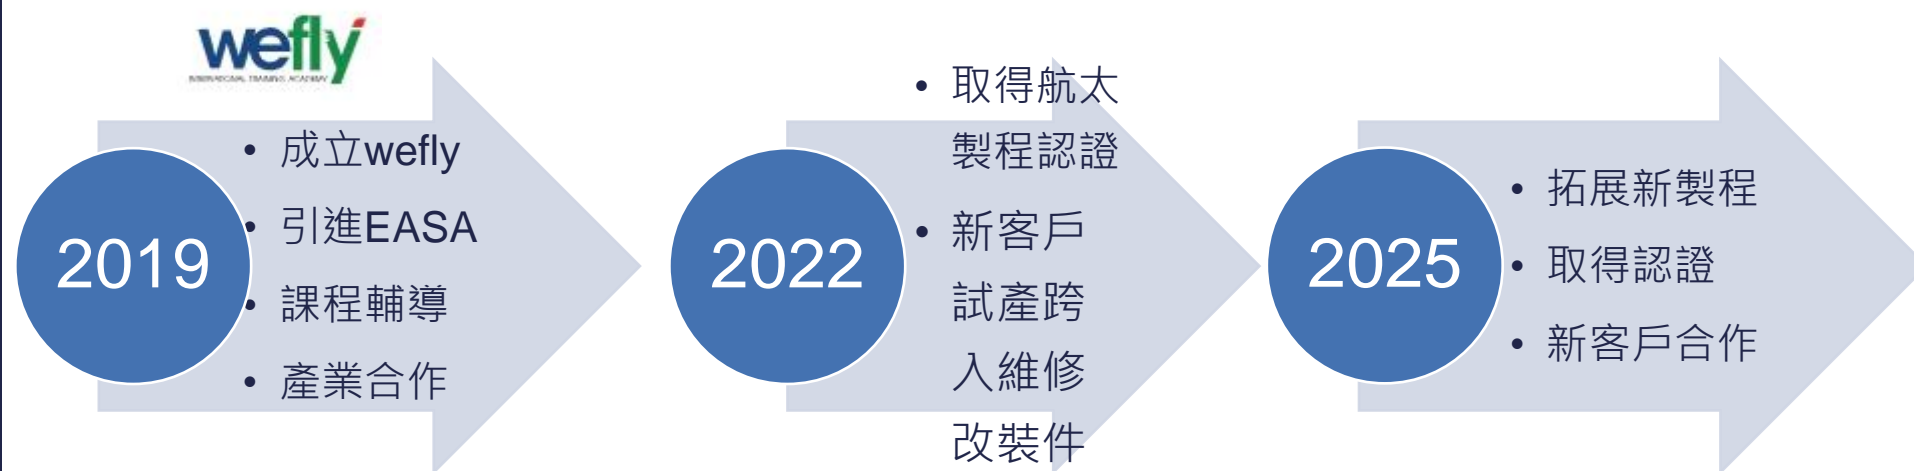 wefly
INTERNATIONAL TRAINING ACADEMY
2019
• 成立wefly
• 引進EASA
• 課程輔導
• 產業合作
2022
• 取得航太
製程認證
• 新客戶
試產跨
入維修
改裝件
2025
• 拓展新製程
• 取得認證
• 新客戶合作